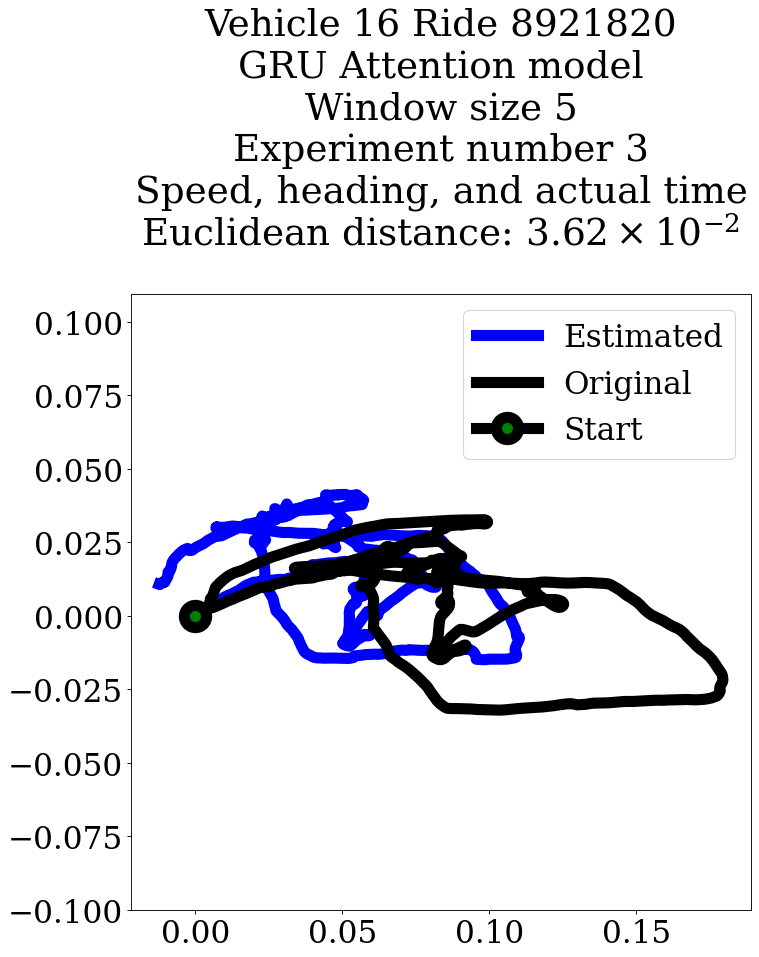 Vehicle 16 Ride 8921820
GRU Attention model
Window size 5
Experiment number 3
Speed, heading, and actual time
Euclidean distance: 3.62 × 10⁻²
Estimated
Original
Start
0.100
0.075
0.050
0.025
0.000
−0.025
−0.050
−0.075
−0.100
0.00 0.05 0.10 0.15